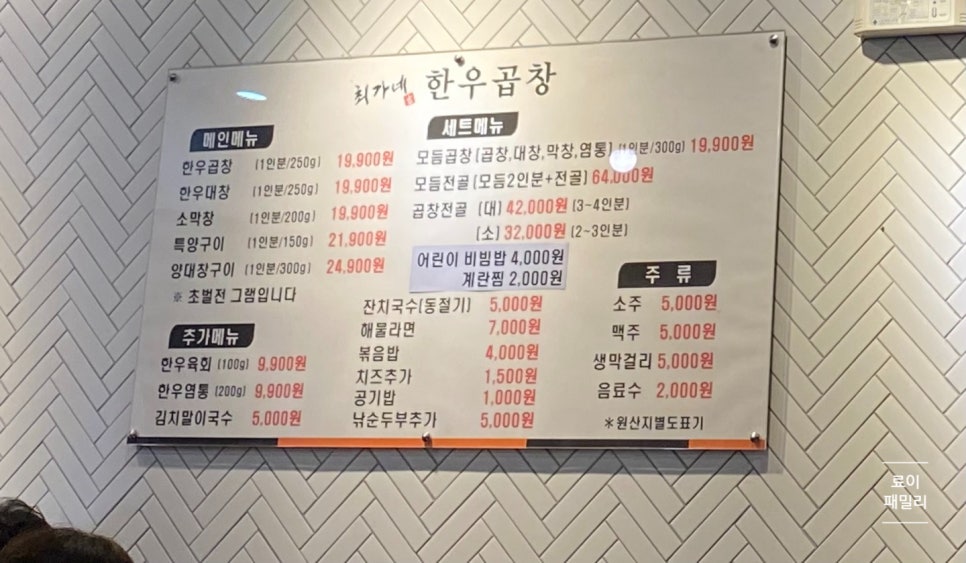 최가네 한우곱창
메인메뉴
한우곱창 (1인분/250g) 19,900원
한우대창 (1인분/250g) 19,900원
소막창 (1인분/200g) 19,900원
특양구이 (1인분/150g) 21,900원
양대창구이 (1인분/300g) 24,900원
※ 초벌전 그램입니다
추가메뉴
한우육회 (100g) 9,900원
한우염통 (200g) 9,900원
김치말이국수 5,000원
세트메뉴
모듬곱창(곱창,대창,막창,염통) (1인분/300g) 19,900원
모듬전골 (모듬2인분+전골) 64,000원
곱창전골 (대) 42,000원 (3~4인분)
(소) 32,000원 (2~3인분)
어린이 비빔밥 4,000원
계란찜 2,000원
잔치국수(동절기) 5,000원
해물라면 7,000원
볶음밥 4,000원
치즈추가 1,500원
공기밥 1,000원
낚순두부추가 5,000원
주 류
소주 5,000원
맥주 5,000원
생막걸리 5,000원
음료수 2,000원
*원산지별도표기
료이
패밀리